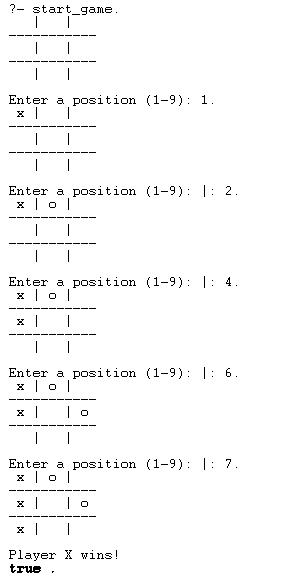 ?- start_game.
   |   |
-----------
   |   |
-----------
   |   |
Enter a position (1-9): 1.
 x |   |
-----------
   |   |
-----------
   |   |
Enter a position (1-9): |: 2.
 x | o |
-----------
   |   |
-----------
   |   |
Enter a position (1-9): |: 4.
 x | o |
-----------
 x |   |
-----------
   |   |
Enter a position (1-9): |: 6.
 x | o |
-----------
 x |   | o
-----------
   |   |
Enter a position (1-9): |: 7.
 x | o |
-----------
 x |   | o
-----------
 x |   |
Player X wins!
true .